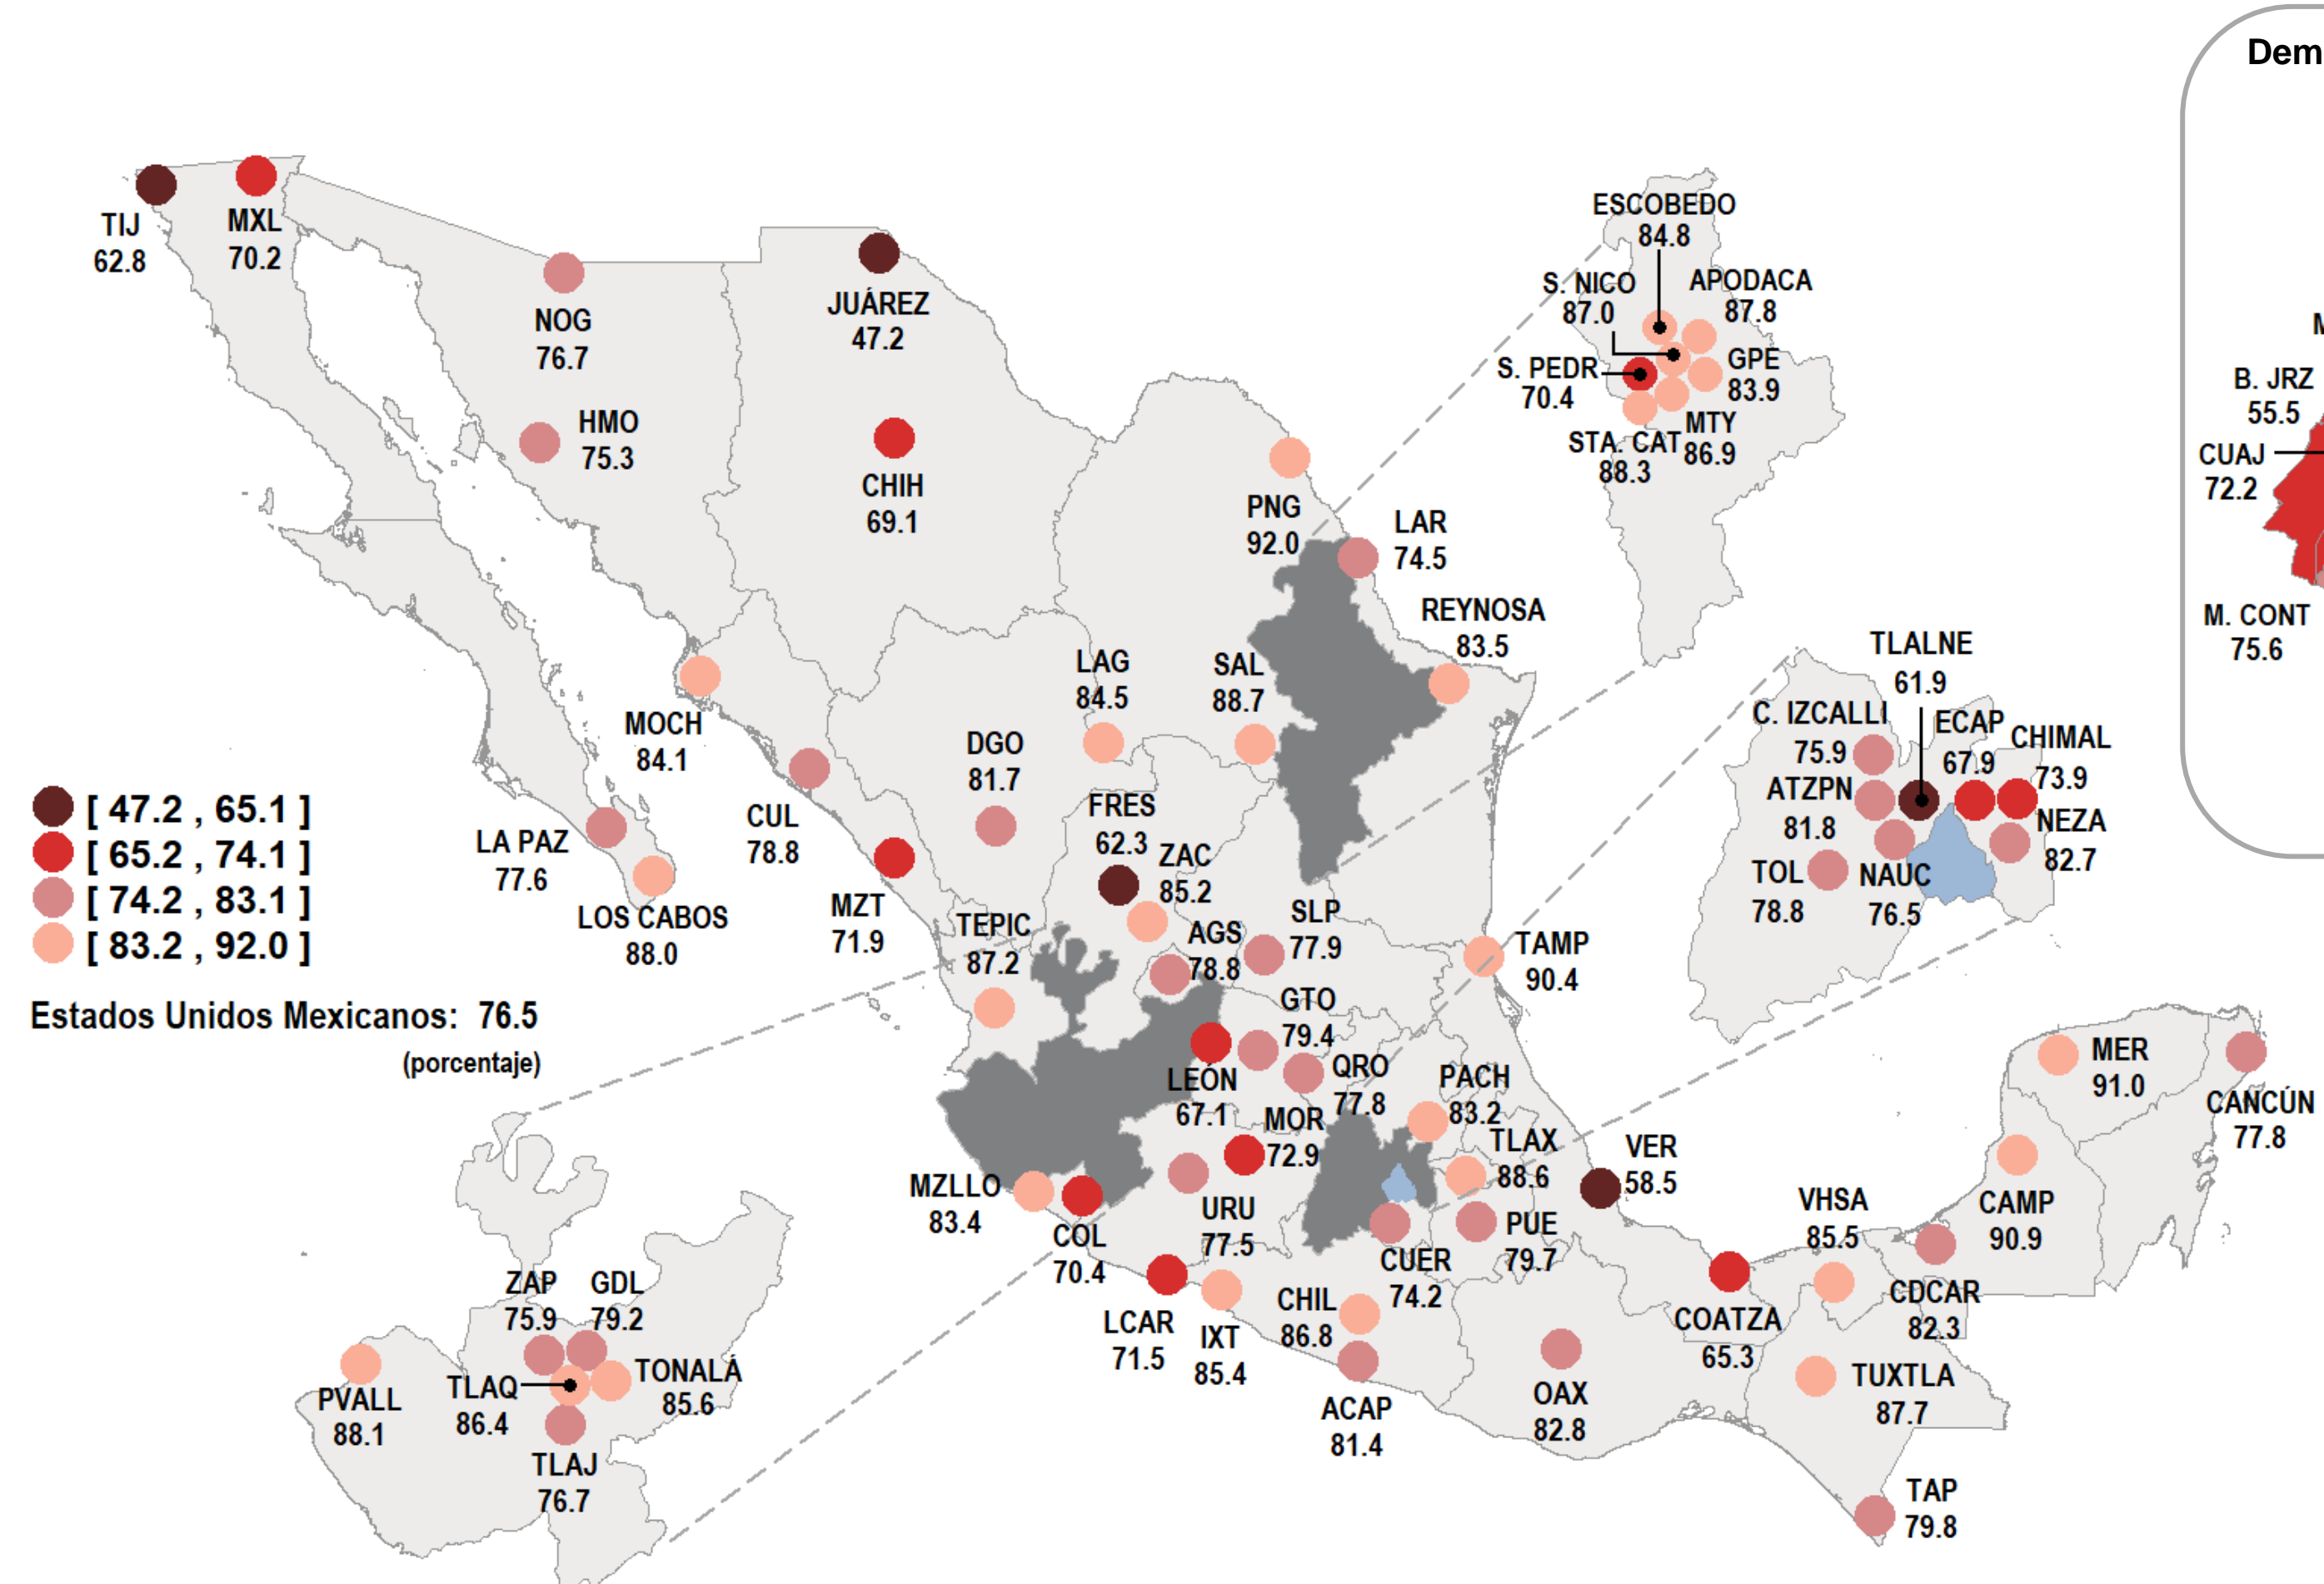 Dem
TIJ
62.8
MXL
70.2
NOG
76.7
HMO
75.3
JUÁREZ
47.2
CHIH
69.1
PNG
92.0
LAR
74.5
REYNOSA
83.5
ESCOBEDO
84.8
S. NICO
87.0
APODACA
87.8
S. PEDR
70.4
GPE
83.9
MTY
86.9
STA. CAT
88.3
B. JRZ
55.5
CUAJ
72.2
M. CONT
75.6
LAG
84.5
SAL
88.7
MOCH
84.1
DGO
81.7
CUL
78.8
LA PAZ
77.6
LOS CABOS
88.0
MZT
71.9
FRES
62.3
ZAC
85.2
TEPIC
87.2
AGS
78.8
SLP
77.9
TAMP
90.4
GTO
79.4
QRO
77.8
LEÓN
67.1
MOR
72.9
PACH
83.2
TLAX
88.6
VER
58.5
MZLLO
83.4
COL
70.4
URU
77.5
CUER
74.2
PUE
79.7
LCAR
71.5
IXT
85.4
CHIL
86.8
ACAP
81.4
OAX
82.8
COATZA
65.3
VHSA
85.5
CDCAR
82.3
CAMP
90.9
MER
91.0
CANCÚN
77.8
TUXTLA
87.7
TAP
79.8
TLALNE
61.9
C. IZCALLI
75.9
ECAP
67.9
CHIMAL
73.9
ATZPN
81.8
NEZA
82.7
TOL
78.8
NAUC
76.5
[ 47.2 , 65.1 ]
[ 65.2 , 74.1 ]
[ 74.2 , 83.1 ]
[ 83.2 , 92.0 ]
Estados Unidos Mexicanos: 76.5
(porcentaje)
ZAP
75.9
GDL
79.2
PVALL
88.1
TLAQ
86.4
TONALÁ
85.6
TLAJ
76.7